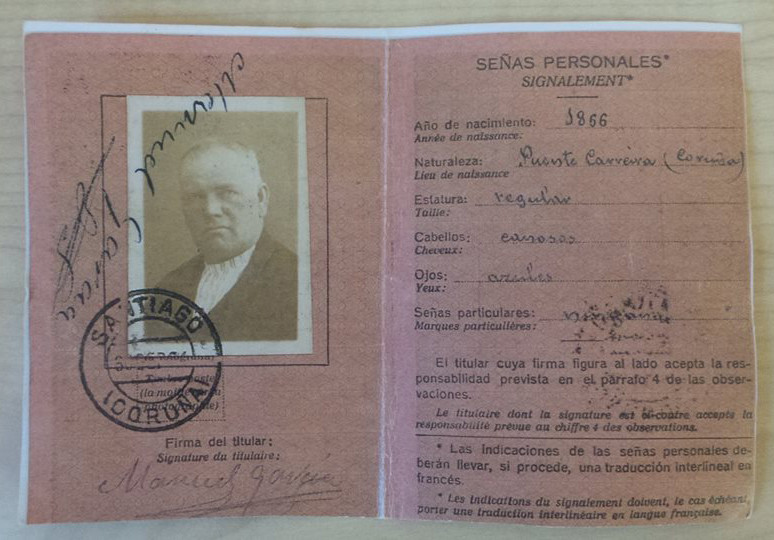 Manuel García
SANTIAGO
(CORUÑA)
Firma del titular:
Signature du titulaire:
Manuel García
SEÑAS PERSONALES*
SIGNALEMENT*
Año de nacimiento: 1866
Année de naissance.
Naturaleza: Puente Carreira (Coruña)
Lieu de naissance
Estatura: regular
Taille:
Cabellos: canosos
Cheveux:
Ojos: azules
Yeux:
Señas particulares:
Marques particulières:
El titular cuya firma figura al lado acepta la res-
ponsabilidad prevista en el párrafo 4 de las obser-
vaciones.
Le titulaire dont la signature est ci-contre accepte la
responsabilité prévue au chiffre 4 des observations.
* Las indicaciones de las señas personales de-
berán llevar, si procede, una traducción interlineal en
francés.
* Les indications du signalement doivent, le cas échéant,
porter une traduction interlinéaire en langue française.